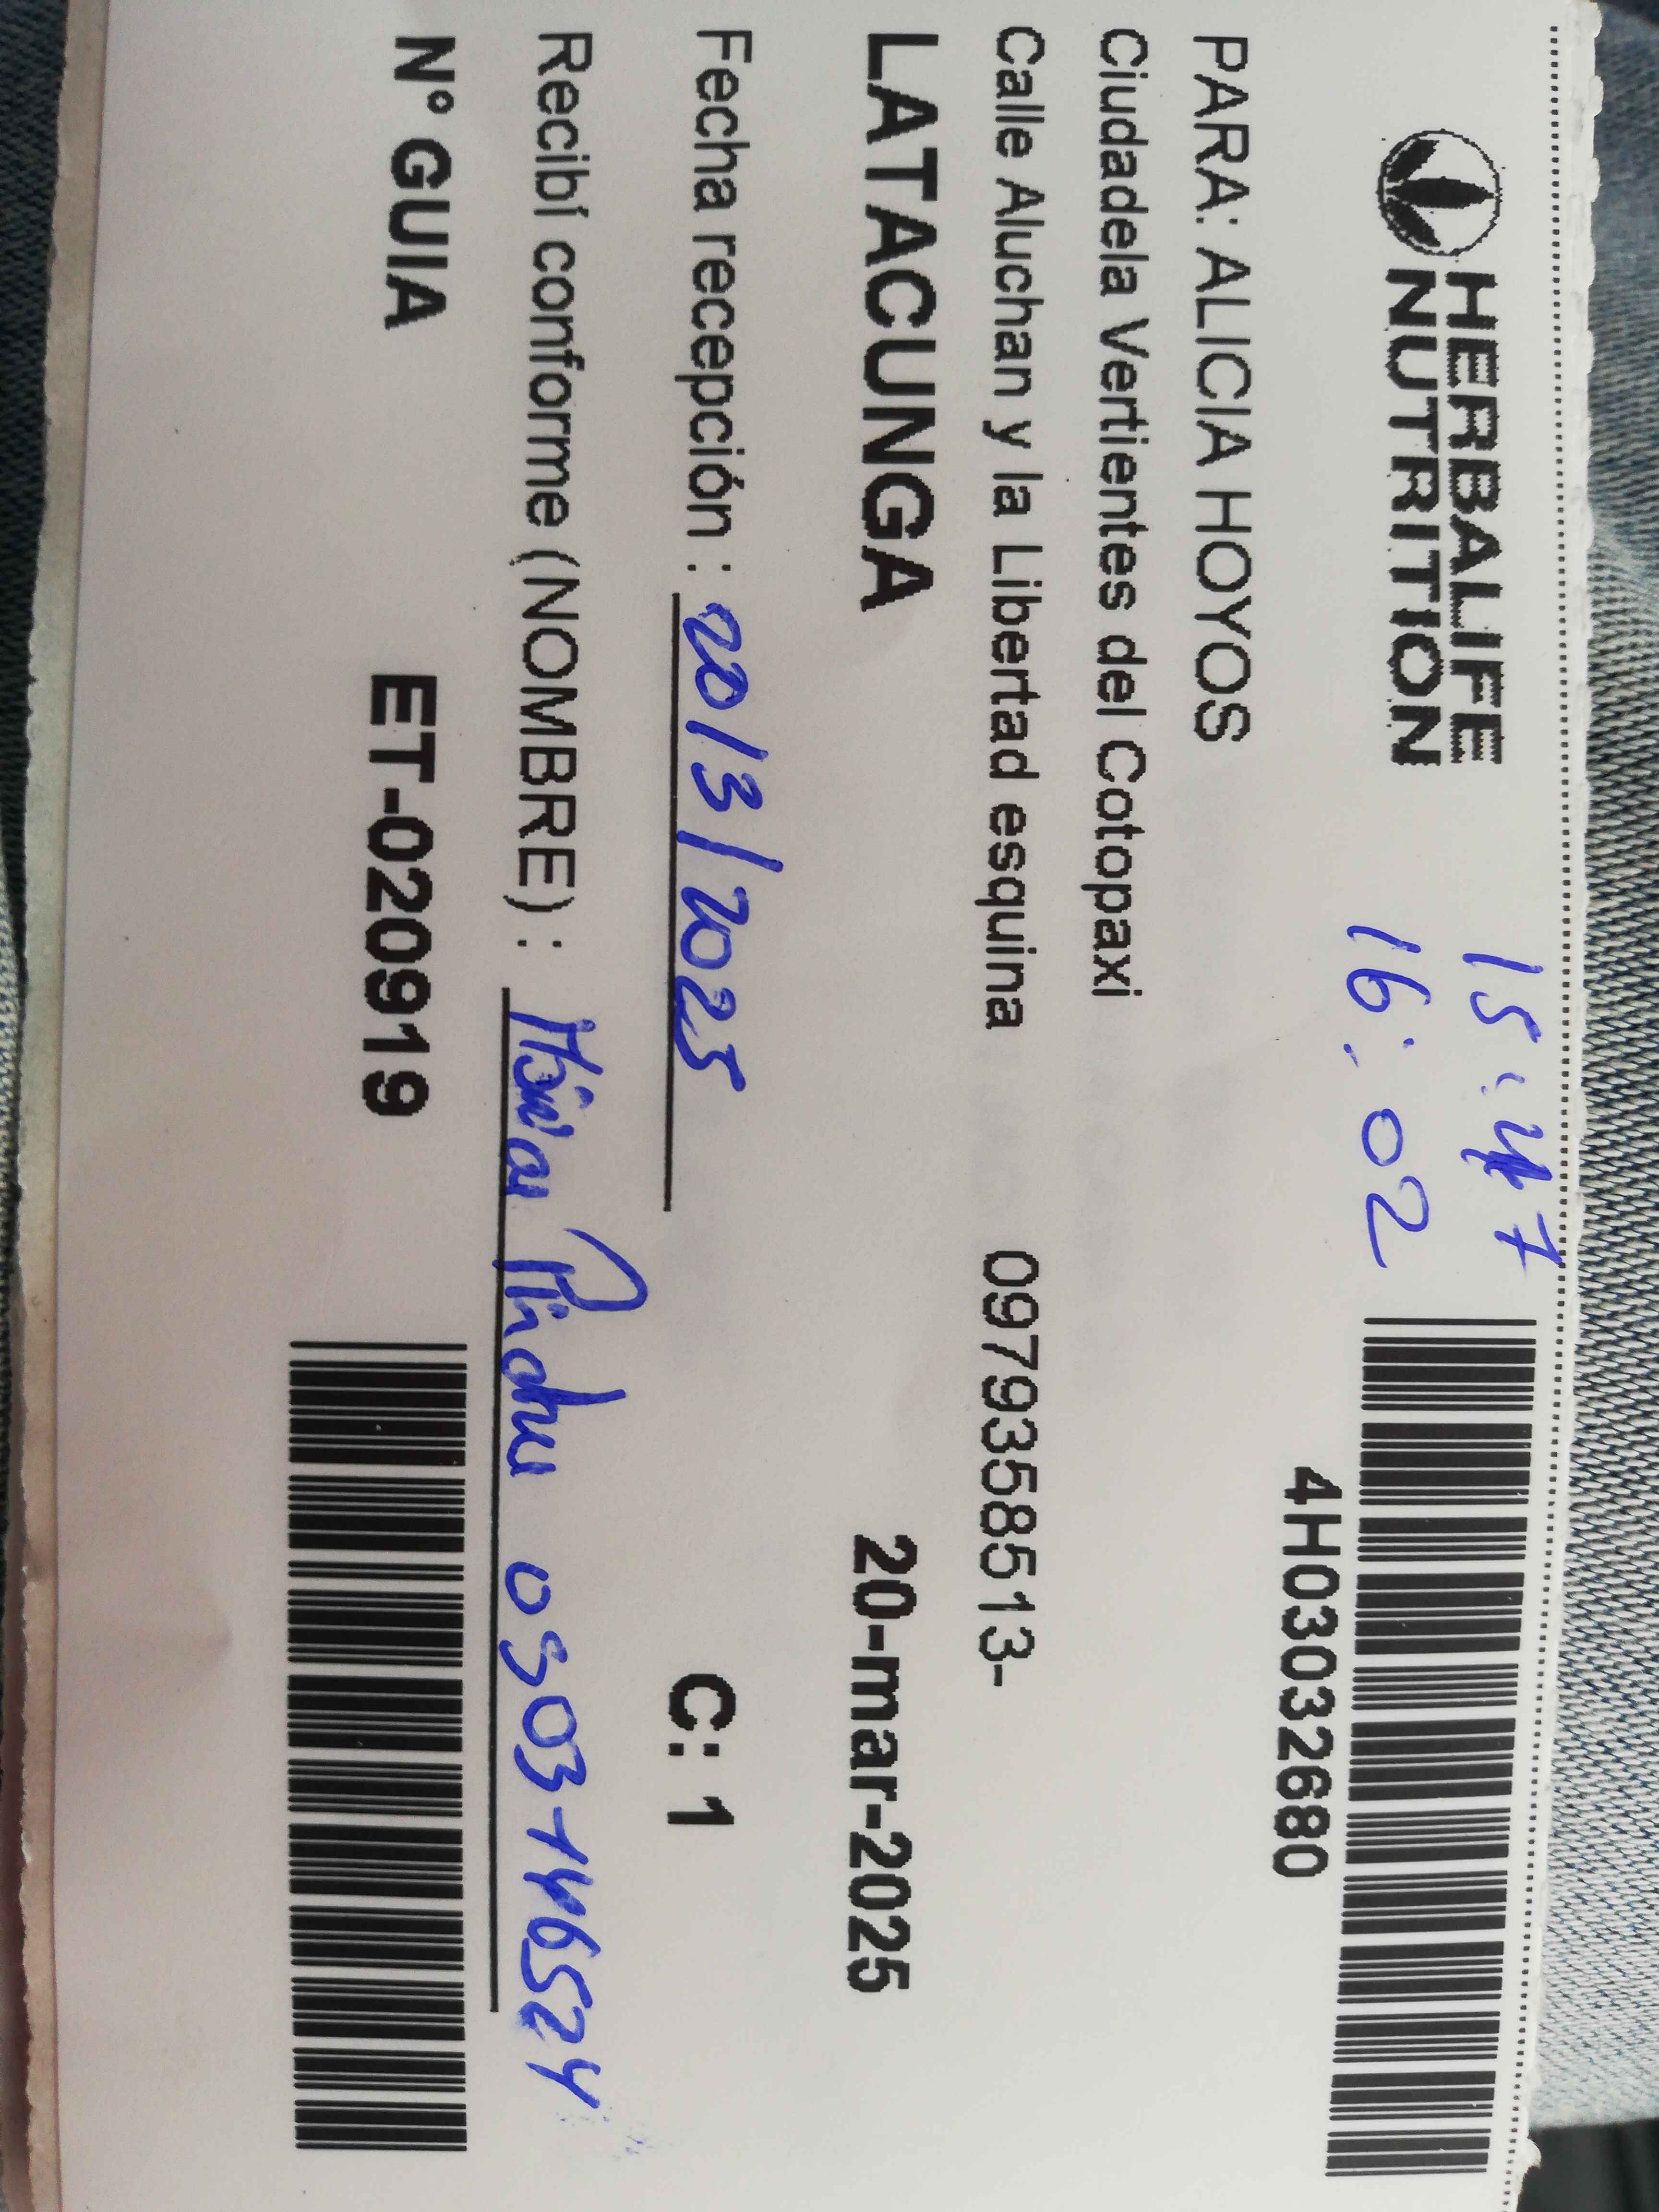 HERBALIFE
NUTRITION
15:47
16:02
4H03032680
PARA: ALICIA HOYOS
Ciudadela Vertientes del Cotopaxi
Calle Aluchan y la Libertad esquina 0979358513-
LATACUNGA 20-mar-2025
Fecha recepción : 20/3/2025 C: 1
Recibí conforme (NOMBRE) : Mónica
N° GUIA ET-020919